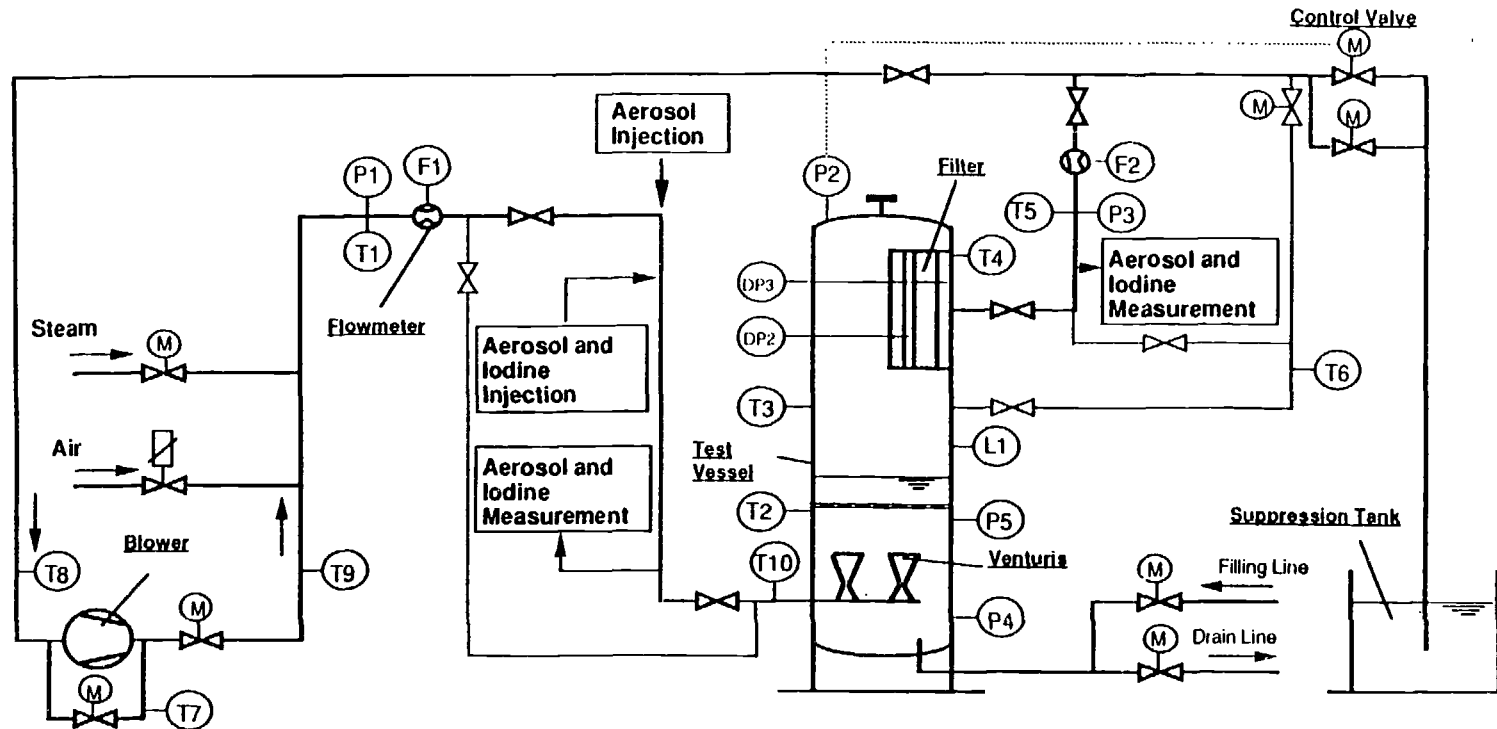 Control Valve
M
Aerosol
Injection
M
M
P1
F1
P2
Filter
F2
T5
P3
T1
T4
Aerosol and
Iodine
Measurement
DP3
Flowmeter
Steam
M
Aerosol and
Iodine
Injection
DP2
T6
T3
Air
L1
Test
Vessel
Aerosol and
Iodine
Measurement
T2
P5
Suppression Tank
Blower
T10
Venturis
T8
T9
M
Filling Line
M
P4
M
Drain Line
M
T7